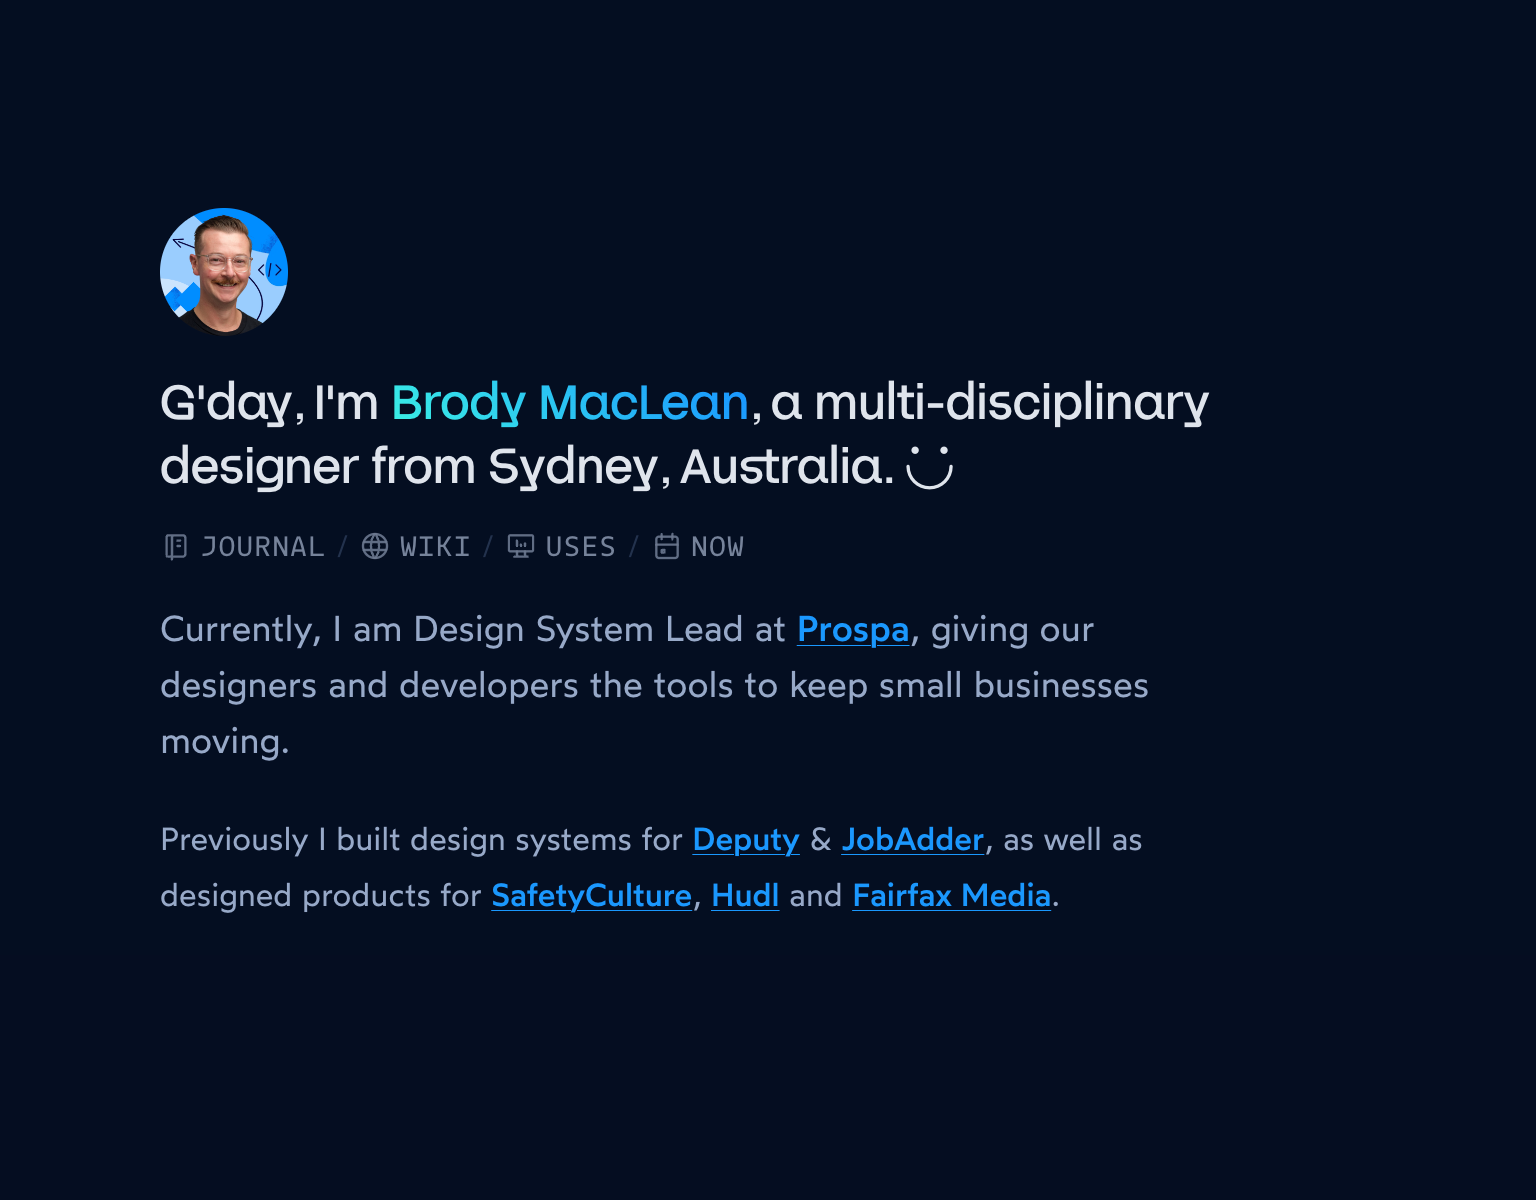 G'day, I'm Brody MacLean, a multi-disciplinary
designer from Sydney, Australia.
JOURNAL / WIKI / USES / NOW
Currently, I am Design System Lead at Prospa, giving our
designers and developers the tools to keep small businesses
moving.
Previously I built design systems for Deputy & JobAdder, as well as
designed products for SafetyCulture, Hudl and Fairfax Media.